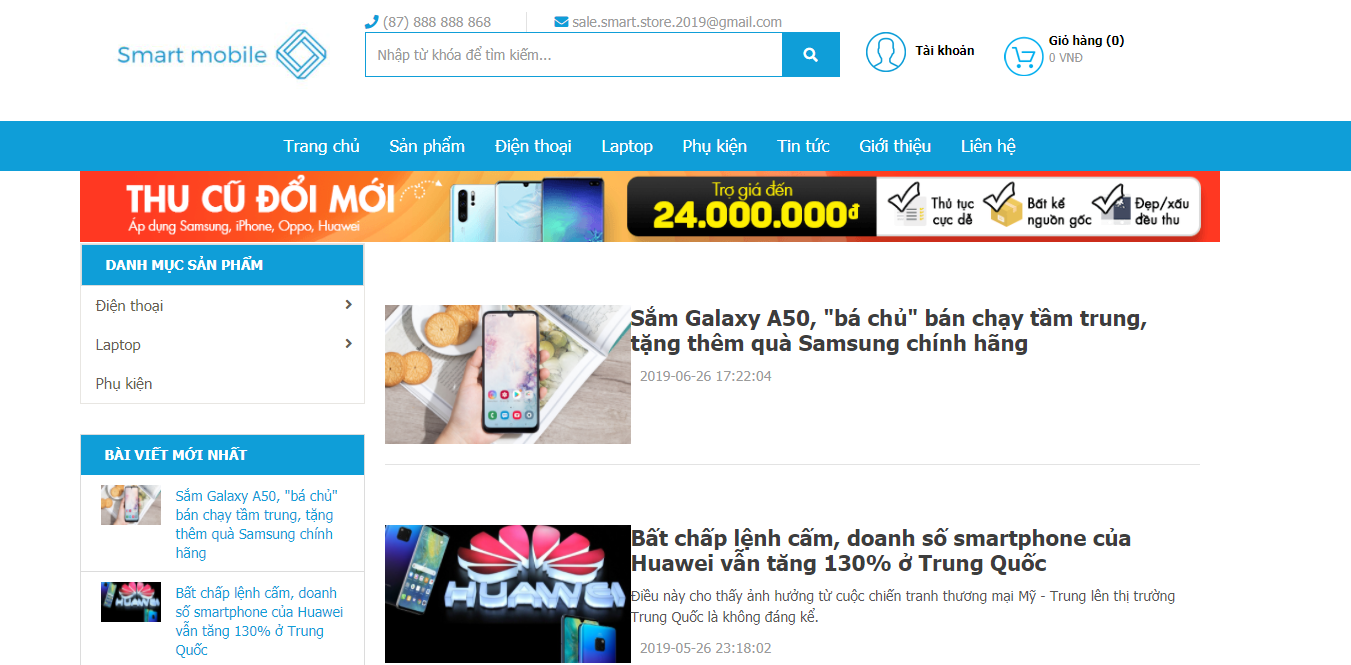 (87) 888 888 868
sale.smart.store.2019@gmail.com
Smart mobile
Nhập từ khóa để tìm kiếm...
Tài khoản
Giỏ hàng (0)
0 VNĐ
Trang chủ Sản phẩm Điện thoại Laptop Phụ kiện Tin tức Giới thiệu Liên hệ
THU CŨ ĐỔI MỚI
Áp dụng Samsung, iPhone, Oppo, Huawei
Trợ giá đến
24.000.000đ
Thủ tục
cực dễ
Bất kể
nguồn gốc
Đẹp/xấu
đều thu
DANH MỤC SẢN PHẨM
Điện thoại
Laptop
Phụ kiện
BÀI VIẾT MỚI NHẤT
Sắm Galaxy A50, "bá chủ"
bán chạy tầm trung, tặng
thêm quà Samsung chính
hãng
HUAWEI
Bất chấp lệnh cấm, doanh
số smartphone của Huawei
vẫn tăng 130% ở Trung
Quốc
Sắm Galaxy A50, "bá chủ" bán chạy tầm trung,
tặng thêm quà Samsung chính hãng
2019-06-26 17:22:04
HUAWEI
Bất chấp lệnh cấm, doanh số smartphone của
Huawei vẫn tăng 130% ở Trung Quốc
Điều này cho thấy ảnh hưởng từ cuộc chiến tranh thương mại Mỹ - Trung lên thị trường
Trung Quốc là không đáng kể.
2019-05-26 23:18:02